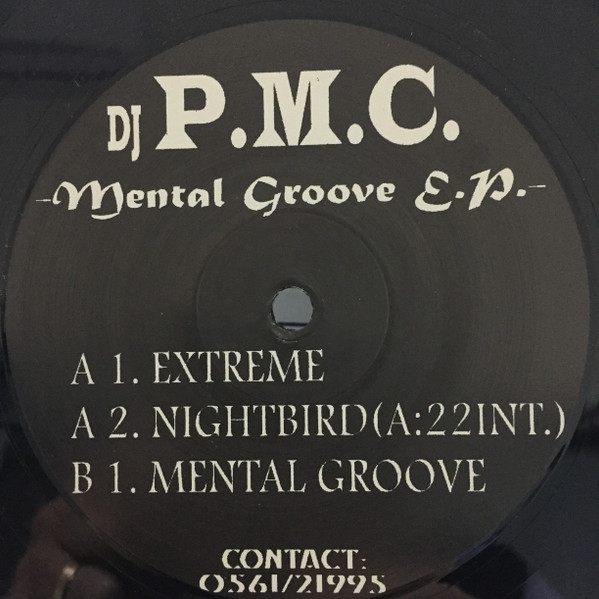 DJ P.M.C.
-Mental Groove E.P.-
A 1. EXTREME
A 2. NIGHTBIRD(A:22INT.)
B 1. MENTAL GROOVE
CONTACT:
0561/21995